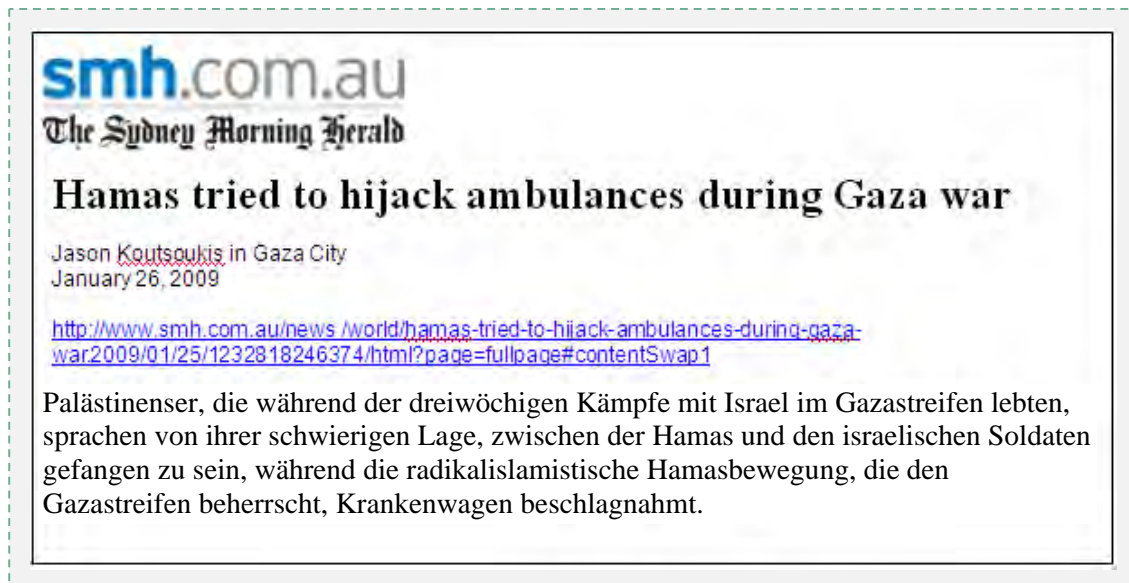 smh.com.au
The Sydney Morning Herald
Hamas tried to hijack ambulances during Gaza war
Jason Koutsoukis in Gaza City
January 26, 2009
http://www.smh.com.au/news /world/hamas-tried-to-hijack-ambulances-during-gaza-
war.2009/01/25/1232818246374/html?page=fullpage#contentSwap1
Palästinenser, die während der dreiwöchigen Kämpfe mit Israel im Gazastreifen lebten,
sprachen von ihrer schwierigen Lage, zwischen der Hamas und den israelischen Soldaten
gefangen zu sein, während die radikalislamistische Hamasbewegung, die den
Gazastreifen beherrscht, Krankenwagen beschlagnahmt.